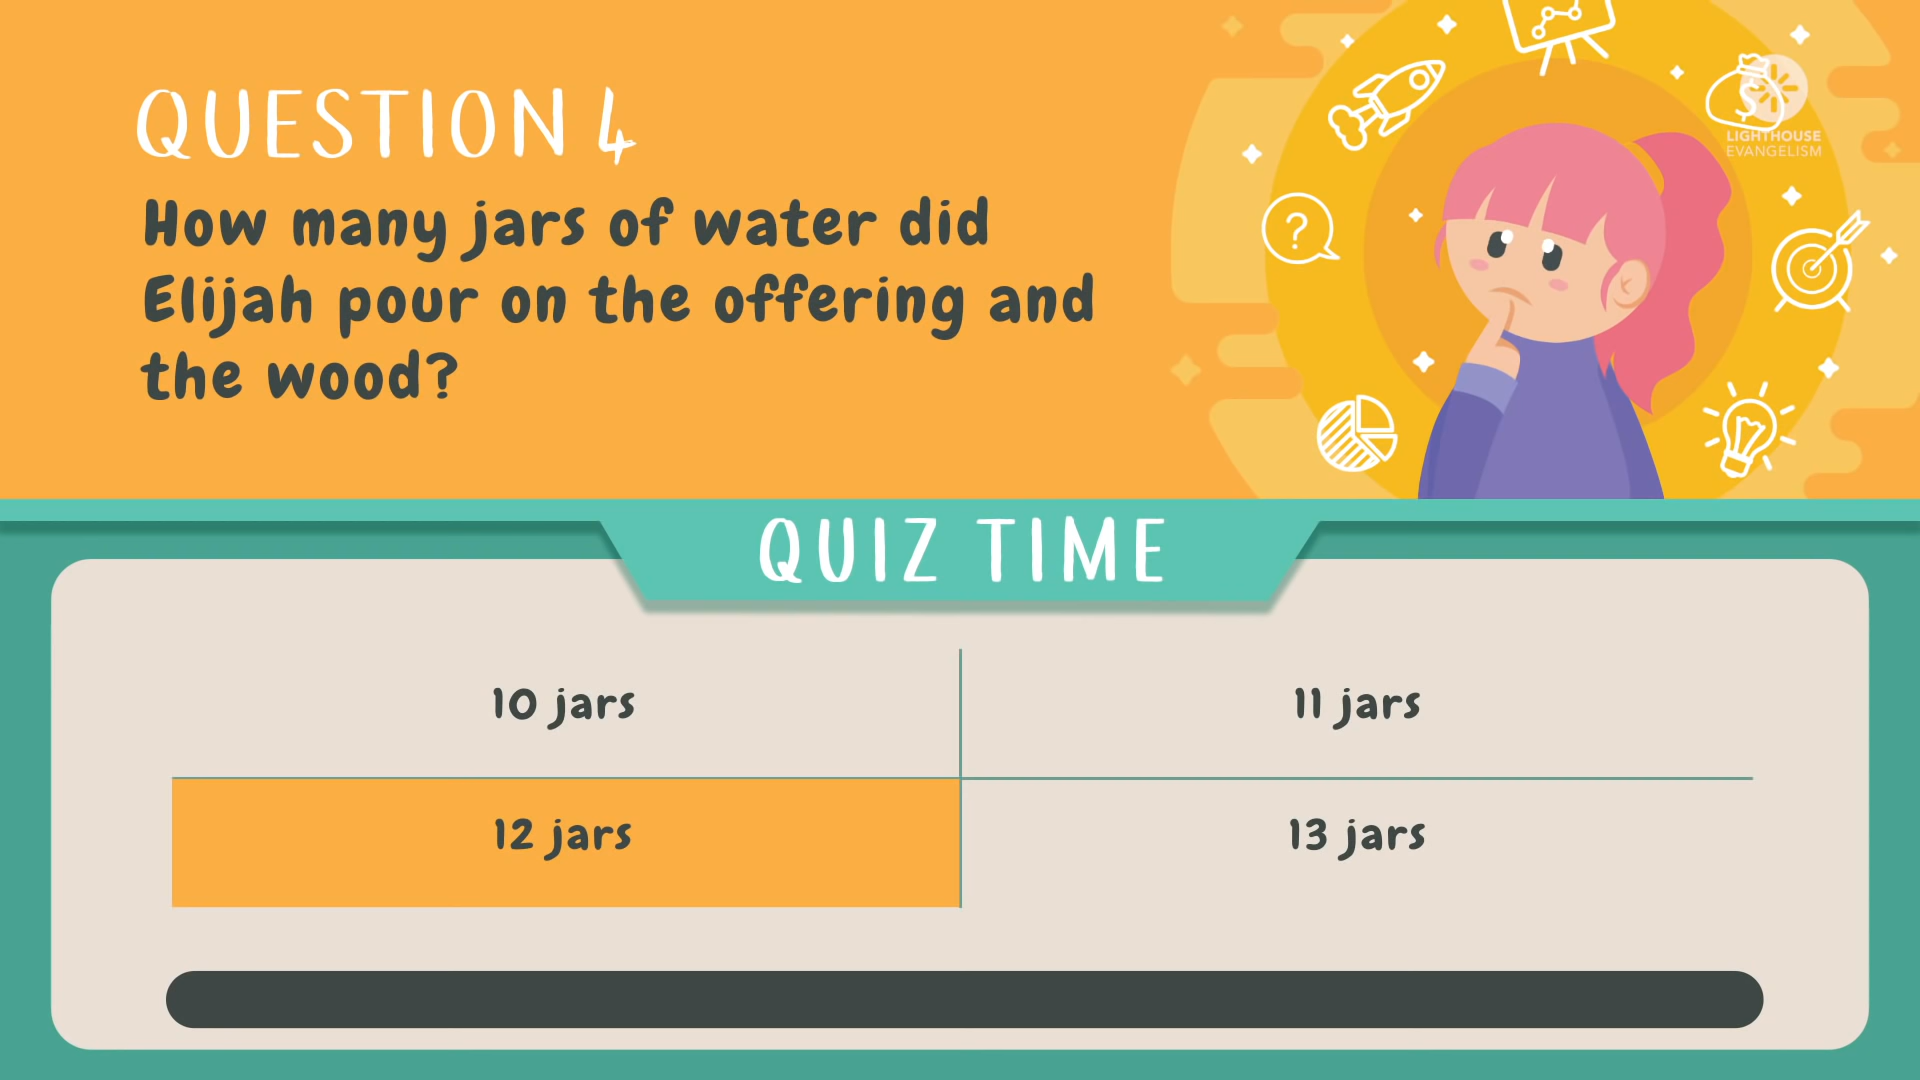 QUESTION 4
How many jars of water did
Elijah pour on the offering and
the wood?
?
$
LIGHTHOUSE
EVANGELISM
QUIZ TIME
10 jars
11 jars
12 jars
13 jars